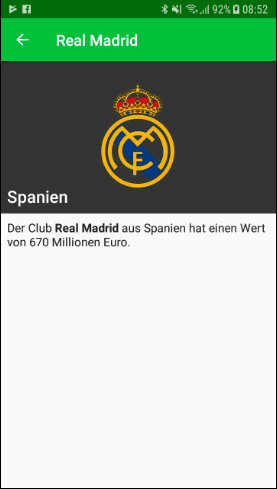 92% 08:52
Real Madrid
MCF
Spanien
Der Club Real Madrid aus Spanien hat einen Wert
von 670 Millionen Euro.